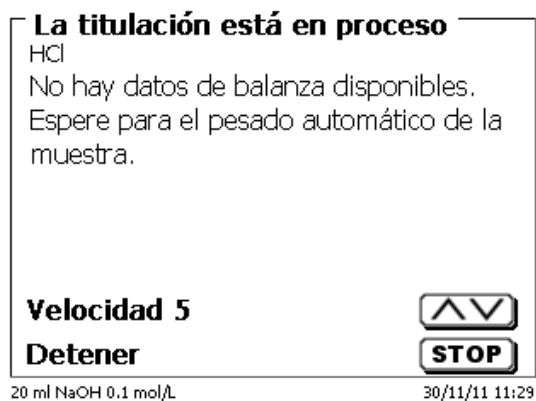 La titulación está en proceso
HCl
No hay datos de balanza disponibles.
Espere para el pesado automático de la
muestra.
Velocidad 5
Detener STOP
20 ml NaOH 0.1 mol/L 30/11/11 11:29